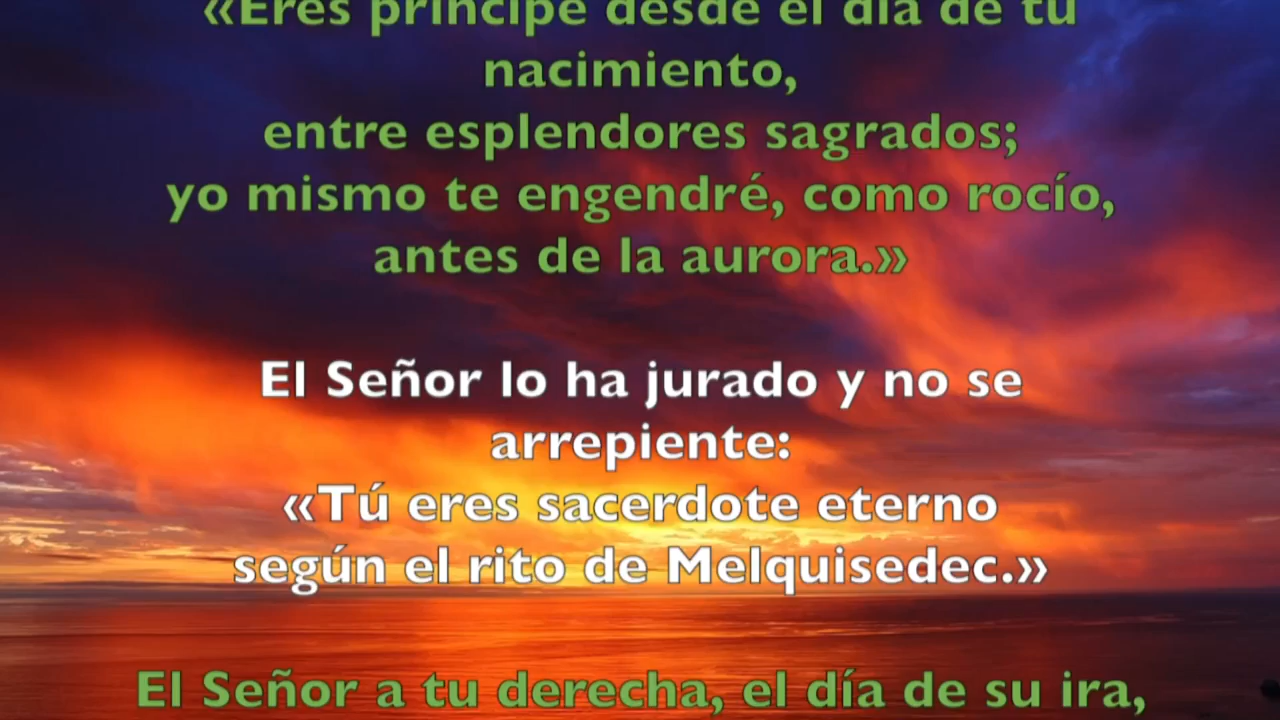 «Eres príncipe desde el día de tu
nacimiento,
entre esplendores sagrados;
yo mismo te engendré, como rocío,
antes de la aurora.»
El Señor lo ha jurado y no se
arrepiente:
«Tú eres sacerdote eterno
según el rito de Melquisedec.»
El Señor a tu derecha, el día de su ira,